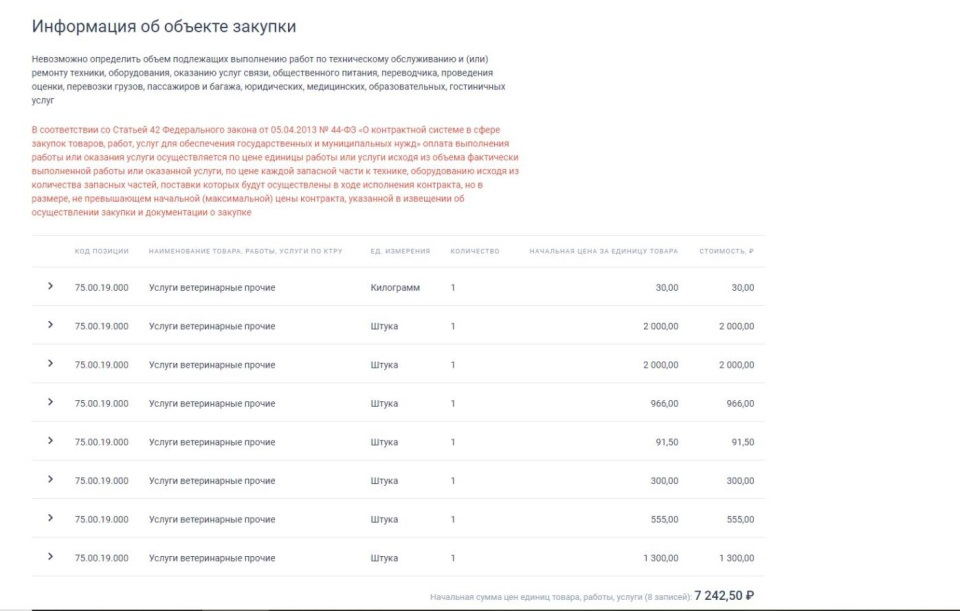 Информация об объекте закупки
Невозможно определить объем подлежащих выполнению работ по техническому обслуживанию и (или)
ремонту техники, оборудования, оказанию услуг связи, общественного питания, переводчика, проведения
оценки, перевозки грузов, пассажиров и багажа, юридических, медицинских, образовательных, гостиничных
услуг
В соответствии со Статьей 42 Федерального закона от 05.04.2013 № 44-ФЗ «О контрактной системе в сфере
закупок товаров, работ, услуг для обеспечения государственных и муниципальных нужд» оплата выполнения
работы или оказания услуги осуществляется по цене единицы работы или услуги исходя из объема фактически
выполненной работы или оказанной услуги, по цене каждой запасной части к технике, оборудованию исходя из
количества запасных частей, поставки которых будут осуществлены в ходе исполнения контракта, но в
размере, не превышающем начальной (максимальной) цены контракта, указанной в извещении об
осуществлении закупки и документации о закупке
КОД ПОЗИЦИИ НАИМЕНОВАНИЕ ТОВАРА, РАБОТЫ, УСЛУГИ ПО КТРУ ЕД. ИЗМЕРЕНИЯ КОЛИЧЕСТВО НАЧАЛЬНАЯ ЦЕНА ЗА ЕДИНИЦУ ТОВАРА СТОИМОСТЬ, ₽
75.00.19.000 Услуги ветеринарные прочие Килограмм 1 30,00 30,00
75.00.19.000 Услуги ветеринарные прочие Штука 1 2 000,00 2 000,00
75.00.19.000 Услуги ветеринарные прочие Штука 1 2 000,00 2 000,00
75.00.19.000 Услуги ветеринарные прочие Штука 1 966,00 966,00
75.00.19.000 Услуги ветеринарные прочие Штука 1 91,50 91,50
75.00.19.000 Услуги ветеринарные прочие Штука 1 300,00 300,00
75.00.19.000 Услуги ветеринарные прочие Штука 1 555,00 555,00
75.00.19.000 Услуги ветеринарные прочие Штука 1 1 300,00 1 300,00
Начальная сумма цен единиц товара, работы, услуги (8 записей): 7 242,50 ₽